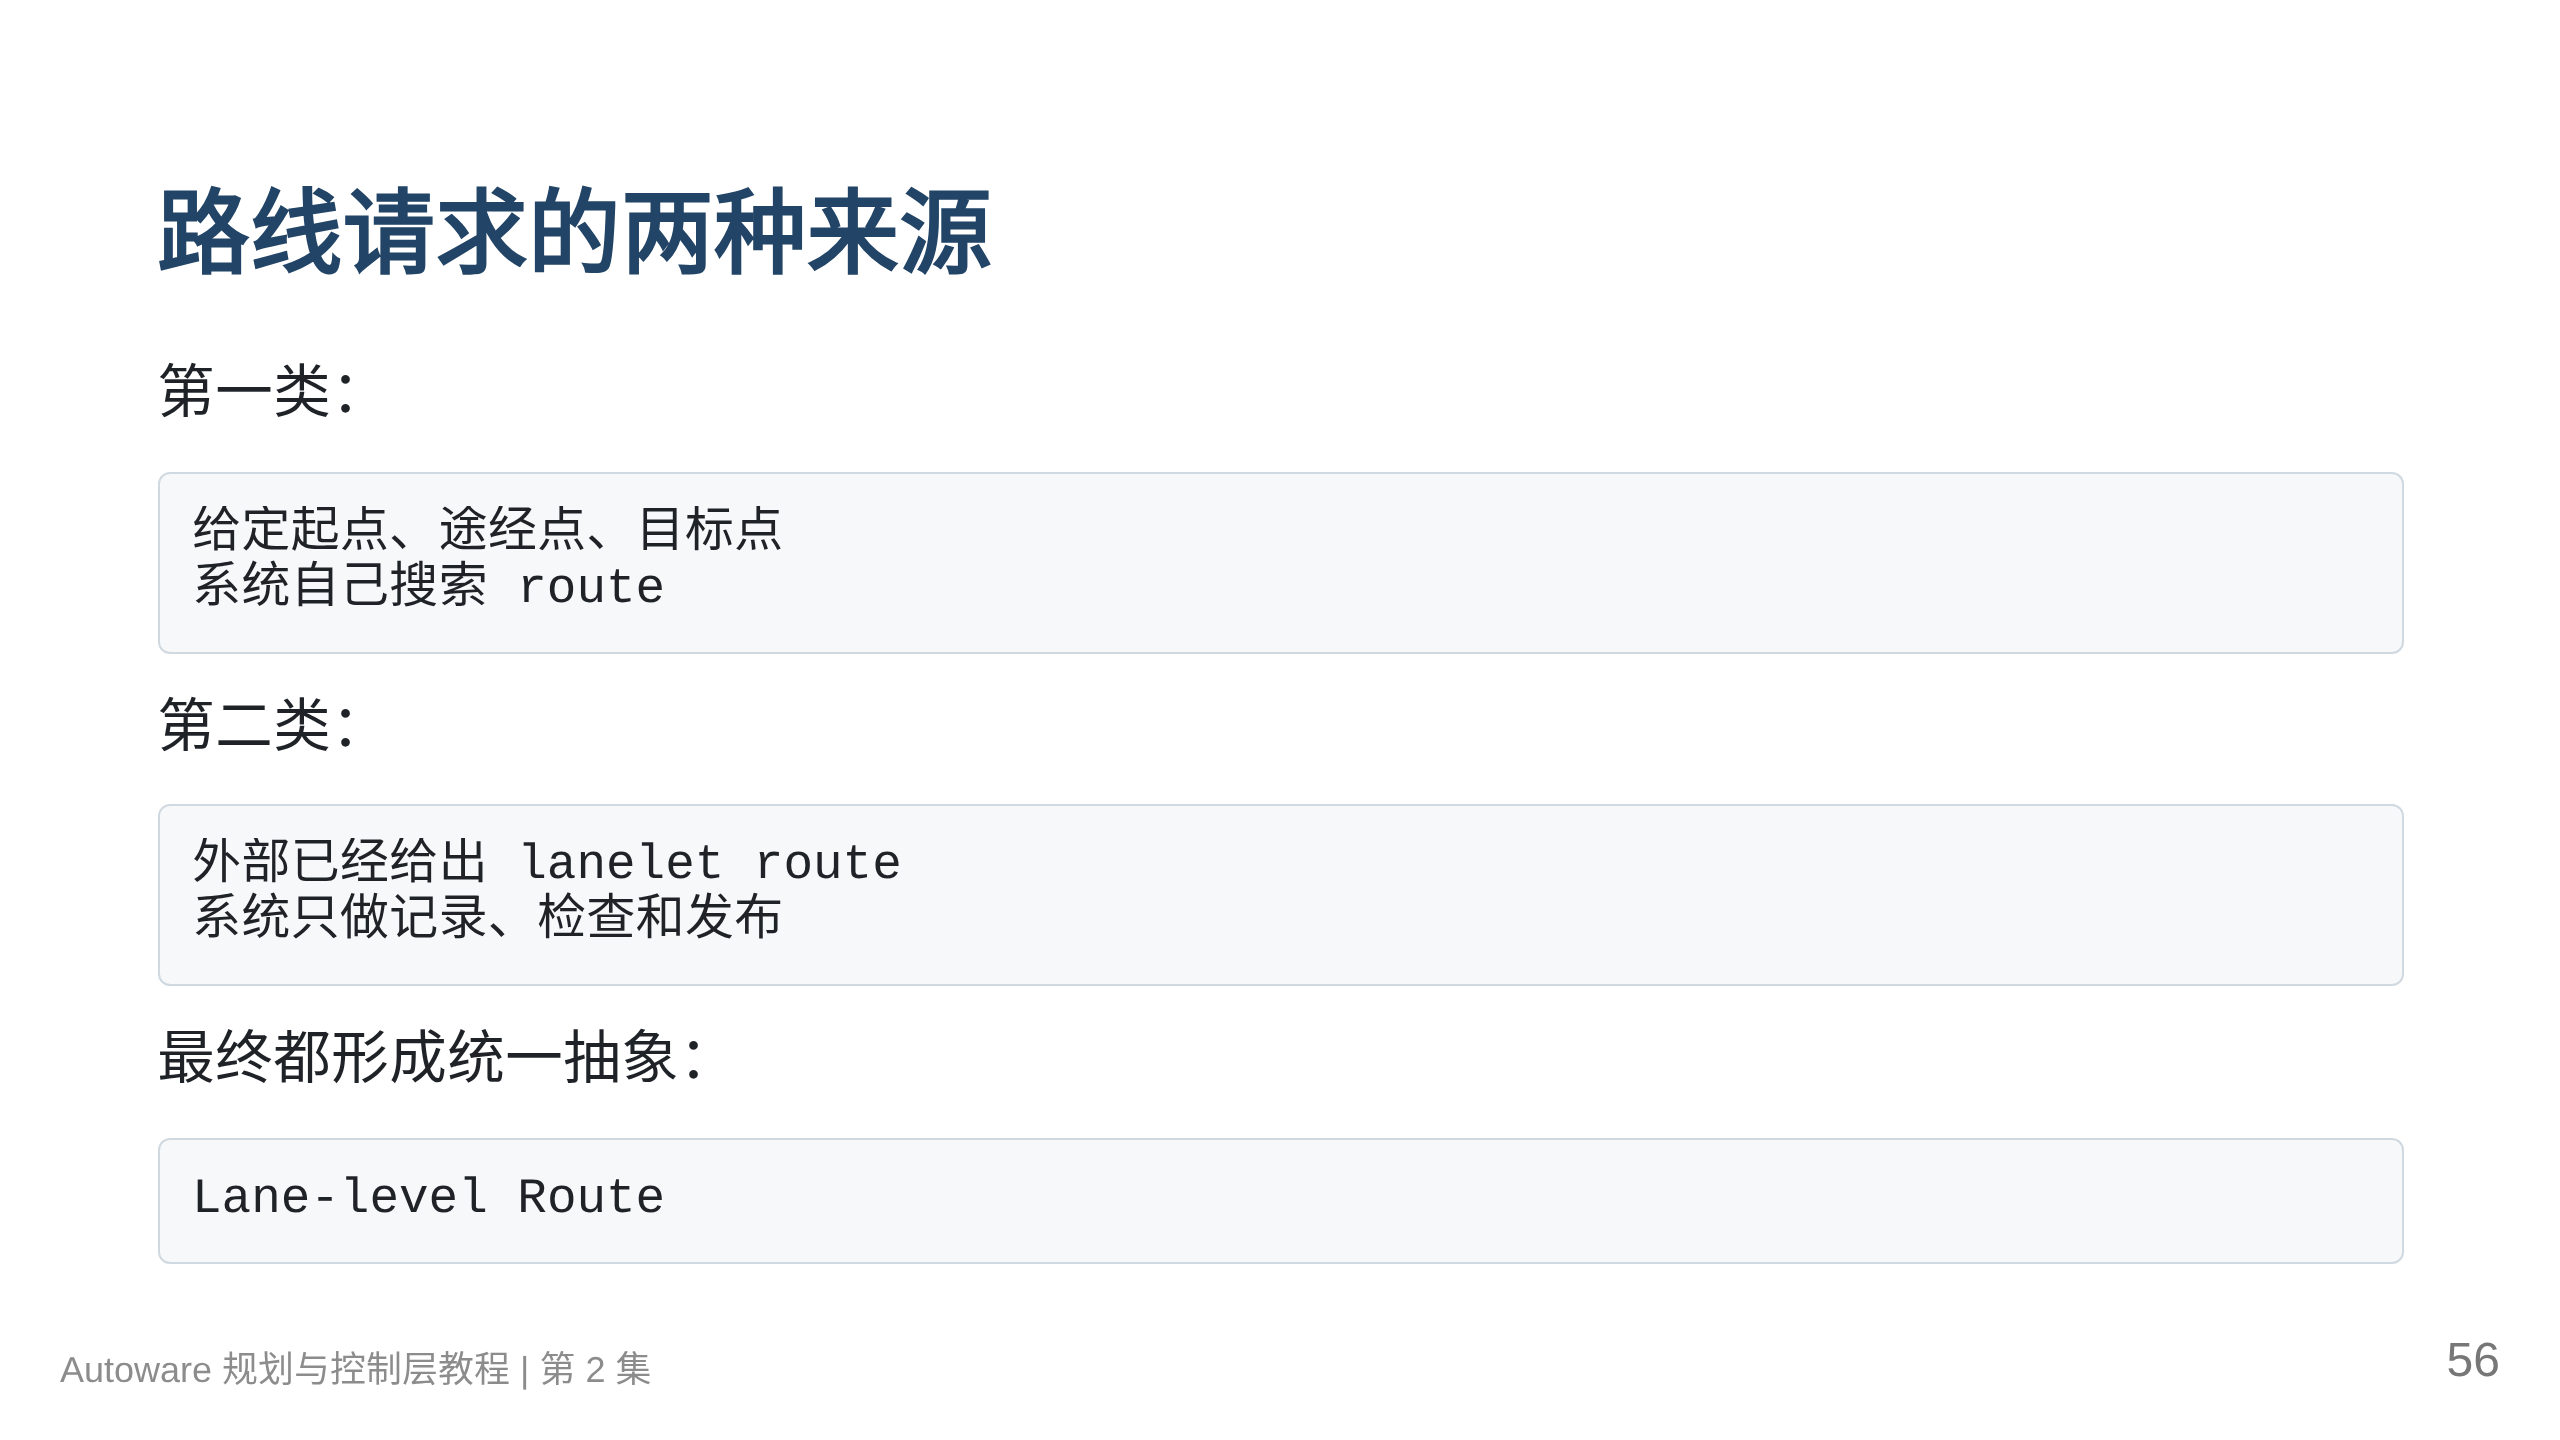 路线请求的两种来源
第一类：
给定起点、途经点、目标点
系统自己搜索 route
第二类：
外部已经给出 lanelet route
系统只做记录、检查和发布
最终都形成统一抽象：
Lane-level Route
Autoware 规划与控制层教程 | 第 2 集
56